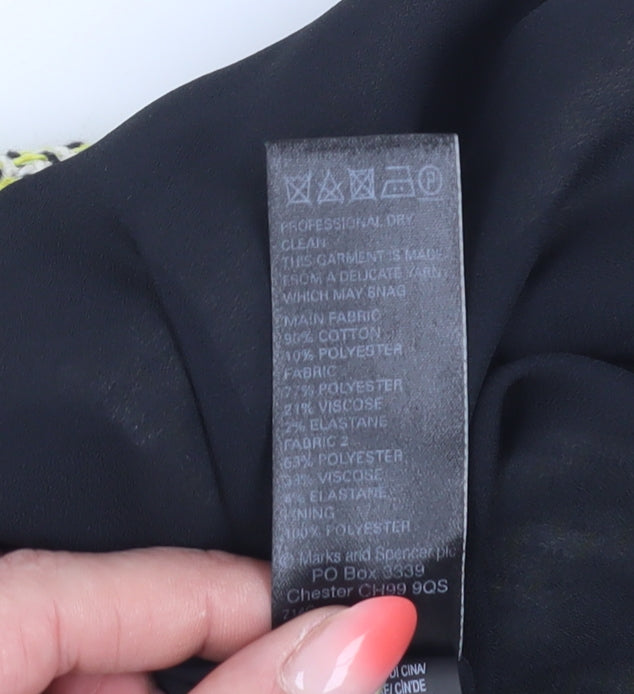 P
PROFESSIONAL DRY
CLEAN
THIS GARMENT IS MADE
FROM A DELICATE YARN
WHICH MAY SNAG
MAIN FABRIC
90% COTTON
10% POLYESTER
FABRIC
77% POLYESTER
21% VISCOSE
2% ELASTANE
FABRIC 2
63% POLYESTER
33% VISCOSE
4% ELASTANE
LINING
100% POLYESTER
© Marks and Spencer plc
PO Box 3339
Chester CH99 9QS